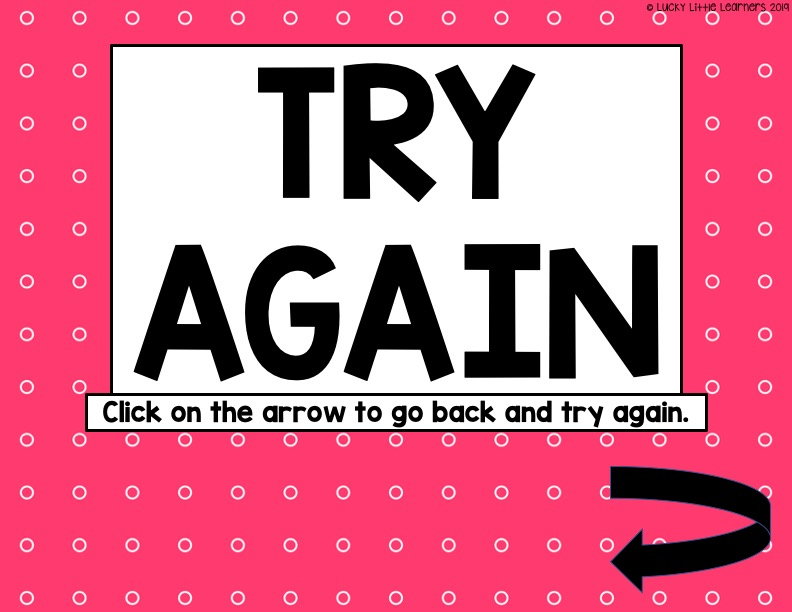 © Lucky Little Learners 2019
TRY
AGAIN
Click on the arrow to go back and try again.